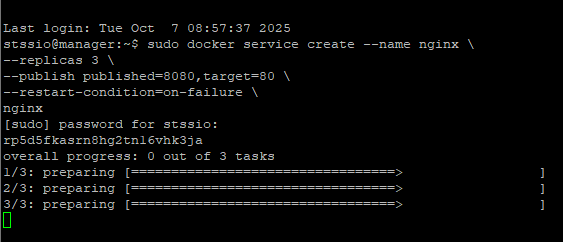 Last login: Tue Oct  7 08:57:37 2025
stssio@manager:~$ sudo docker service create --name nginx \
--replicas 3 \
--publish published=8080,target=80 \
--restart-condition=on-failure \
nginx
[sudo] password for stssio:
rp5d5fkasrn8hg2tn16vhk3ja
overall progress: 0 out of 3 tasks
1/3: preparing [=================================>                 ]
2/3: preparing [=================================>                 ]
3/3: preparing [=================================>                 ]